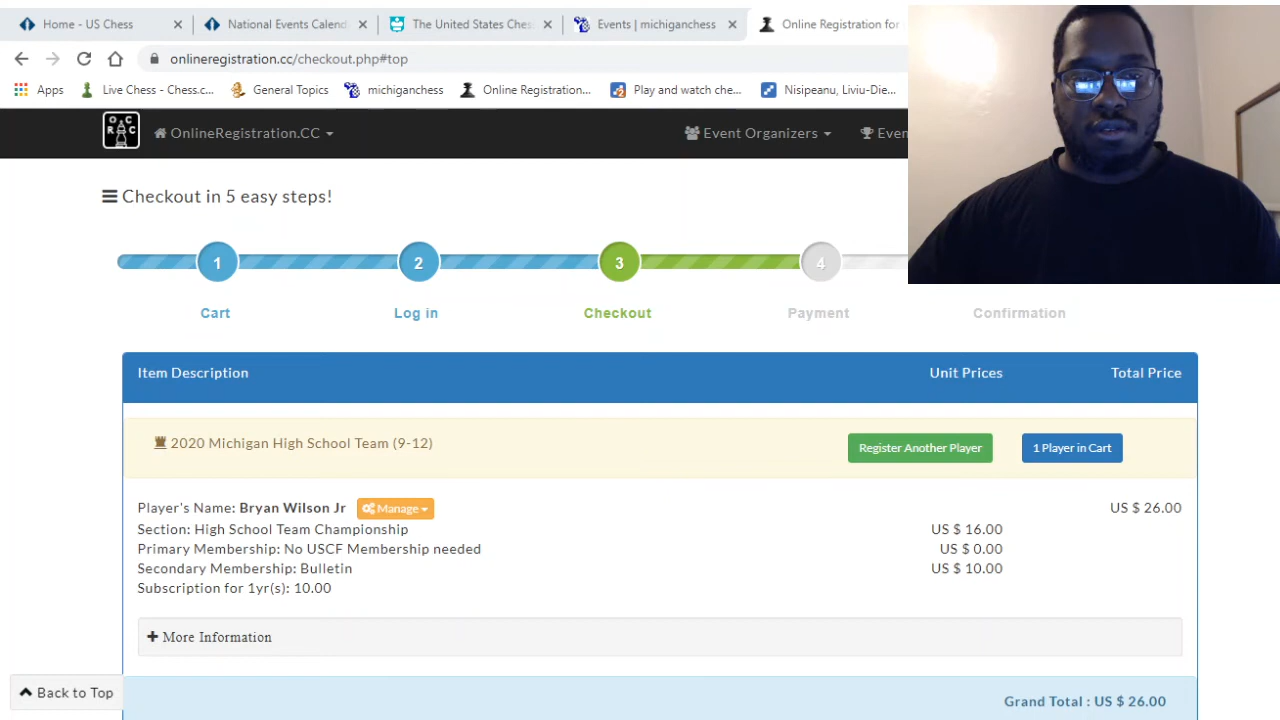 Home - US Chess
National Events Calend
The United States Ches
Events | michiganchess
Online Registration for
onlineregistration.cc/checkout.php#top
Apps
Live Chess - Chess.c...
General Topics
michiganchess
Online Registration...
Play and watch che...
Nisipeanu, Liviu-Die...
OCRC
OnlineRegistration.CC
Event Organizers
Even
Checkout in 5 easy steps!
1
2
3
4
Cart
Log in
Checkout
Payment
Confirmation
Item Description Unit Prices Total Price
2020 Michigan High School Team (9-12)
Register Another Player
1 Player in Cart
Player's Name: Bryan Wilson Jr Manage US $ 26.00
Section: High School Team Championship US $ 16.00
Primary Membership: No USCF Membership needed US $ 0.00
Secondary Membership: Bulletin US $ 10.00
Subscription for 1yr(s): 10.00
+ More Information
Back to Top
Grand Total : US $ 26.00